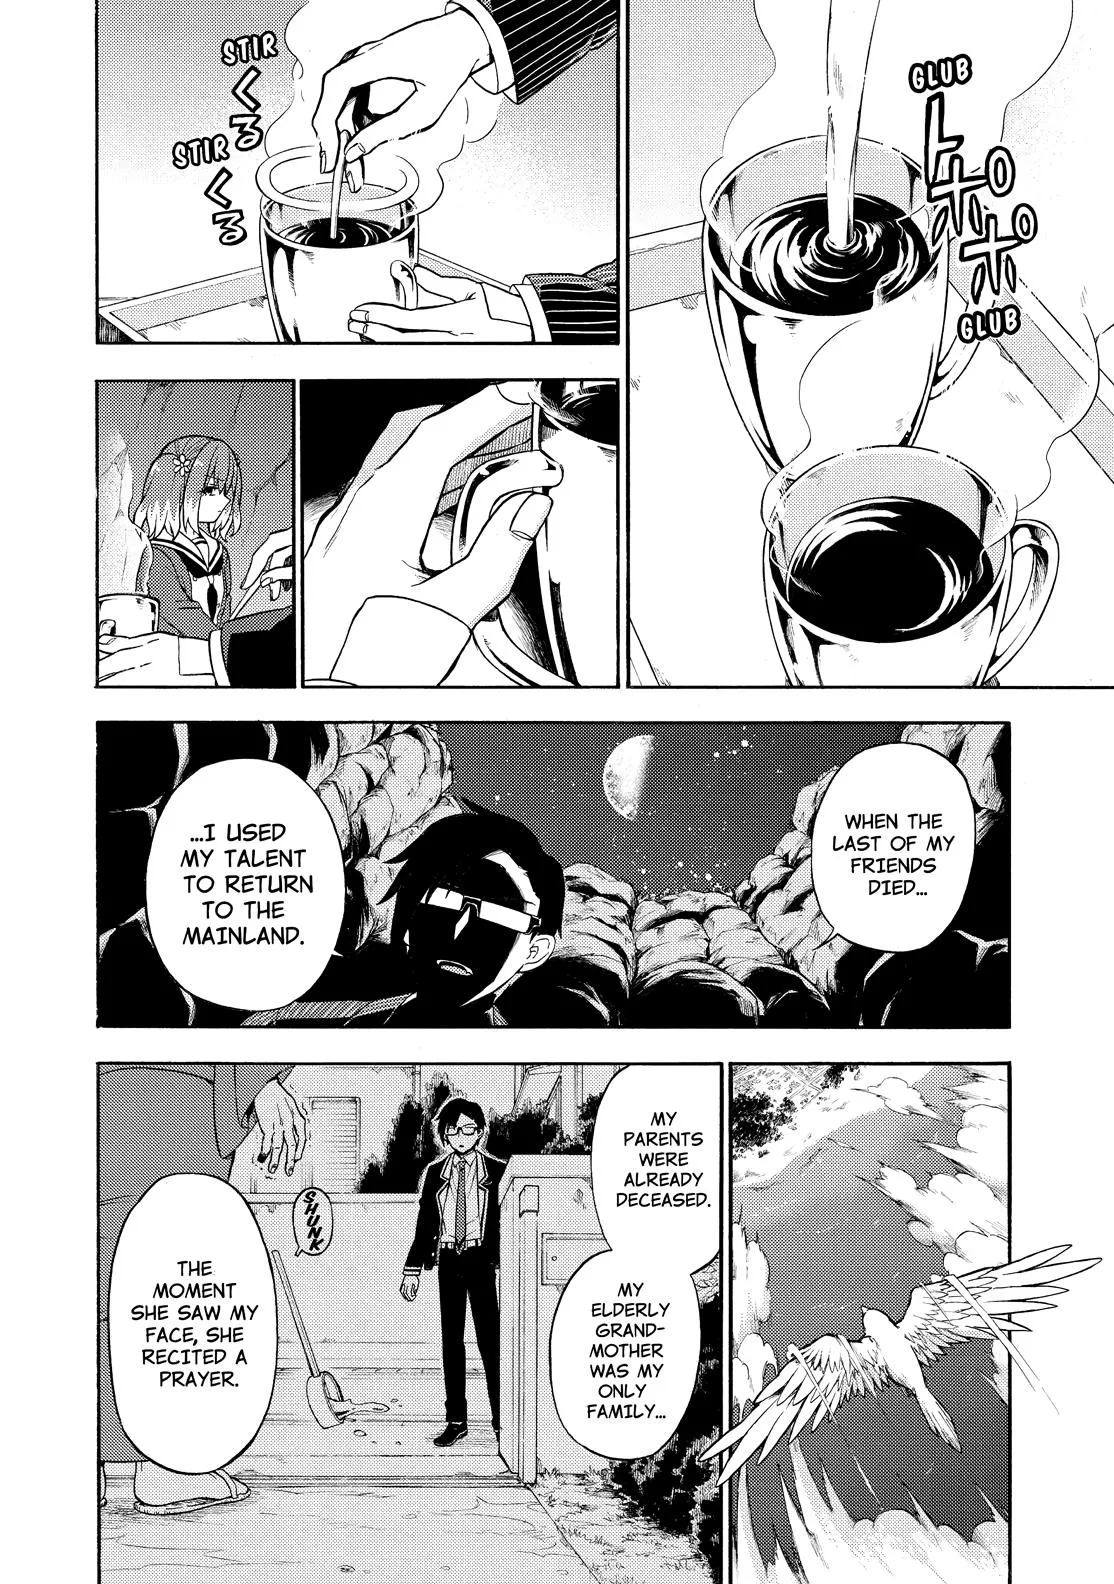 GLUB
トポポポ
GLUB
STIR
くる
STIR
くる
WHEN THE
LAST OF MY
FRIENDS
DIED...
...I USED
MY TALENT
TO RETURN
TO THE
MAINLAND.
MY
PARENTS
WERE
ALREADY
DECEASED.
MY
ELDERLY
GRAND-
MOTHER
WAS MY
ONLY
FAMILY...
SHUNK
THE
MOMENT
SHE SAW MY
FACE, SHE
RECITED A
PRAYER.